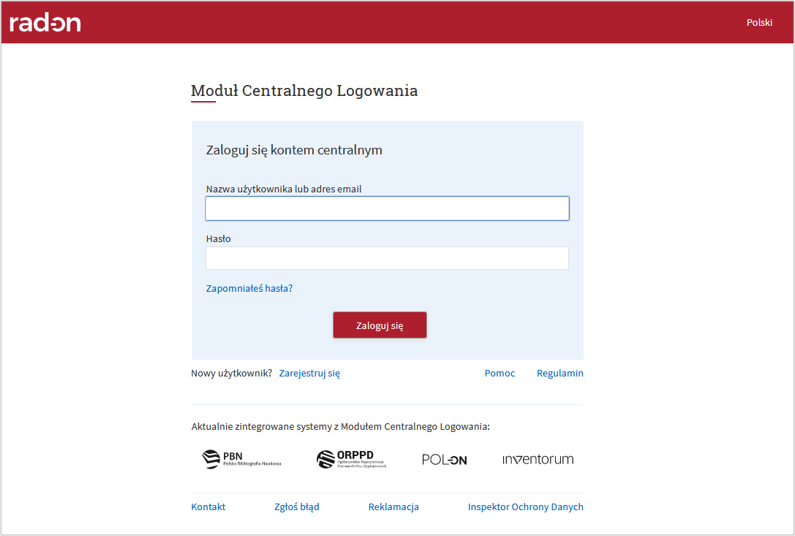 radon
Polski
Moduł Centralnego Logowania
Zaloguj się kontem centralnym
Nazwa użytkownika lub adres email
Hasło
Zapomniałeś hasła?
Zaloguj się
Nowy użytkownik? Zarejestruj się Pomoc Regulamin
Aktualnie zintegrowane systemy z Modułem Centralnego Logowania:
PBN
Polska Bibliografia Naukowa
ORPPD
POL-ON
inventorum
Kontakt Zgłoś błąd Reklamacja Inspektor Ochrony Danych